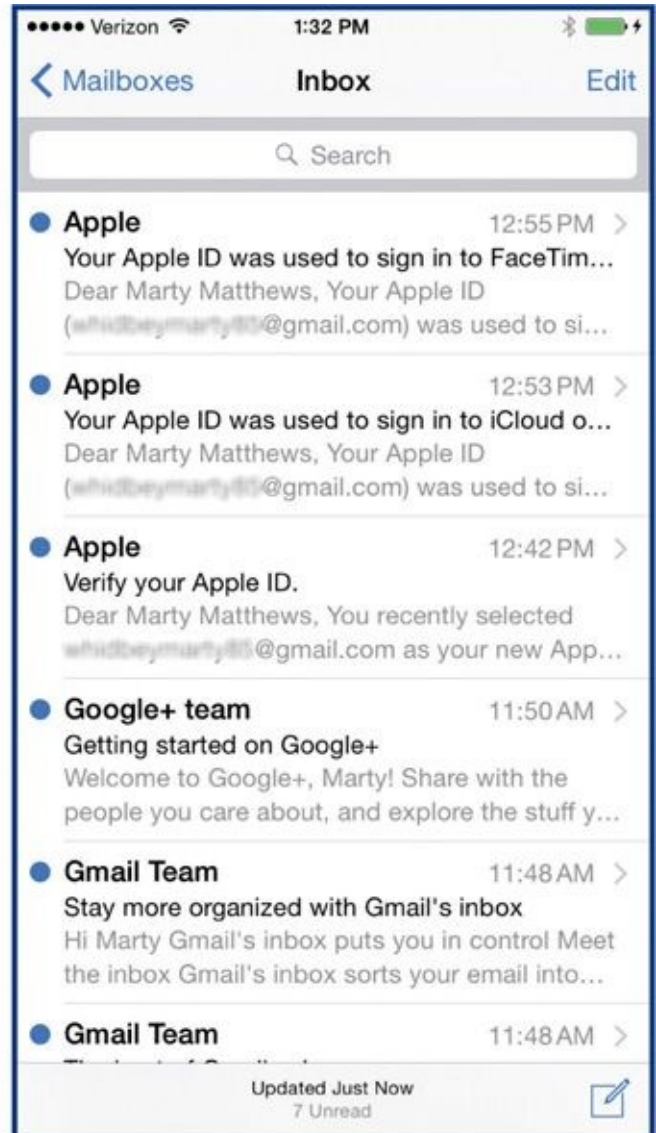 Verizon 1:32 PM
Mailboxes Inbox Edit
Search
Apple 12:55 PM
Your Apple ID was used to sign in to FaceTim...
Dear Marty Matthews, Your Apple ID
( @gmail.com) was used to si...
Apple 12:53 PM
Your Apple ID was used to sign in to iCloud o...
Dear Marty Matthews, Your Apple ID
( @gmail.com) was used to si...
Apple 12:42 PM
Verify your Apple ID.
Dear Marty Matthews, You recently selected
@gmail.com as your new App...
Google+ team 11:50 AM
Getting started on Google+
Welcome to Google+, Marty! Share with the
people you care about, and explore the stuff y...
Gmail Team 11:48 AM
Stay more organized with Gmail's inbox
Hi Marty Gmail's inbox puts you in control Meet
the inbox Gmail's inbox sorts your email into...
Gmail Team 11:48 AM
Updated Just Now
7 Unread